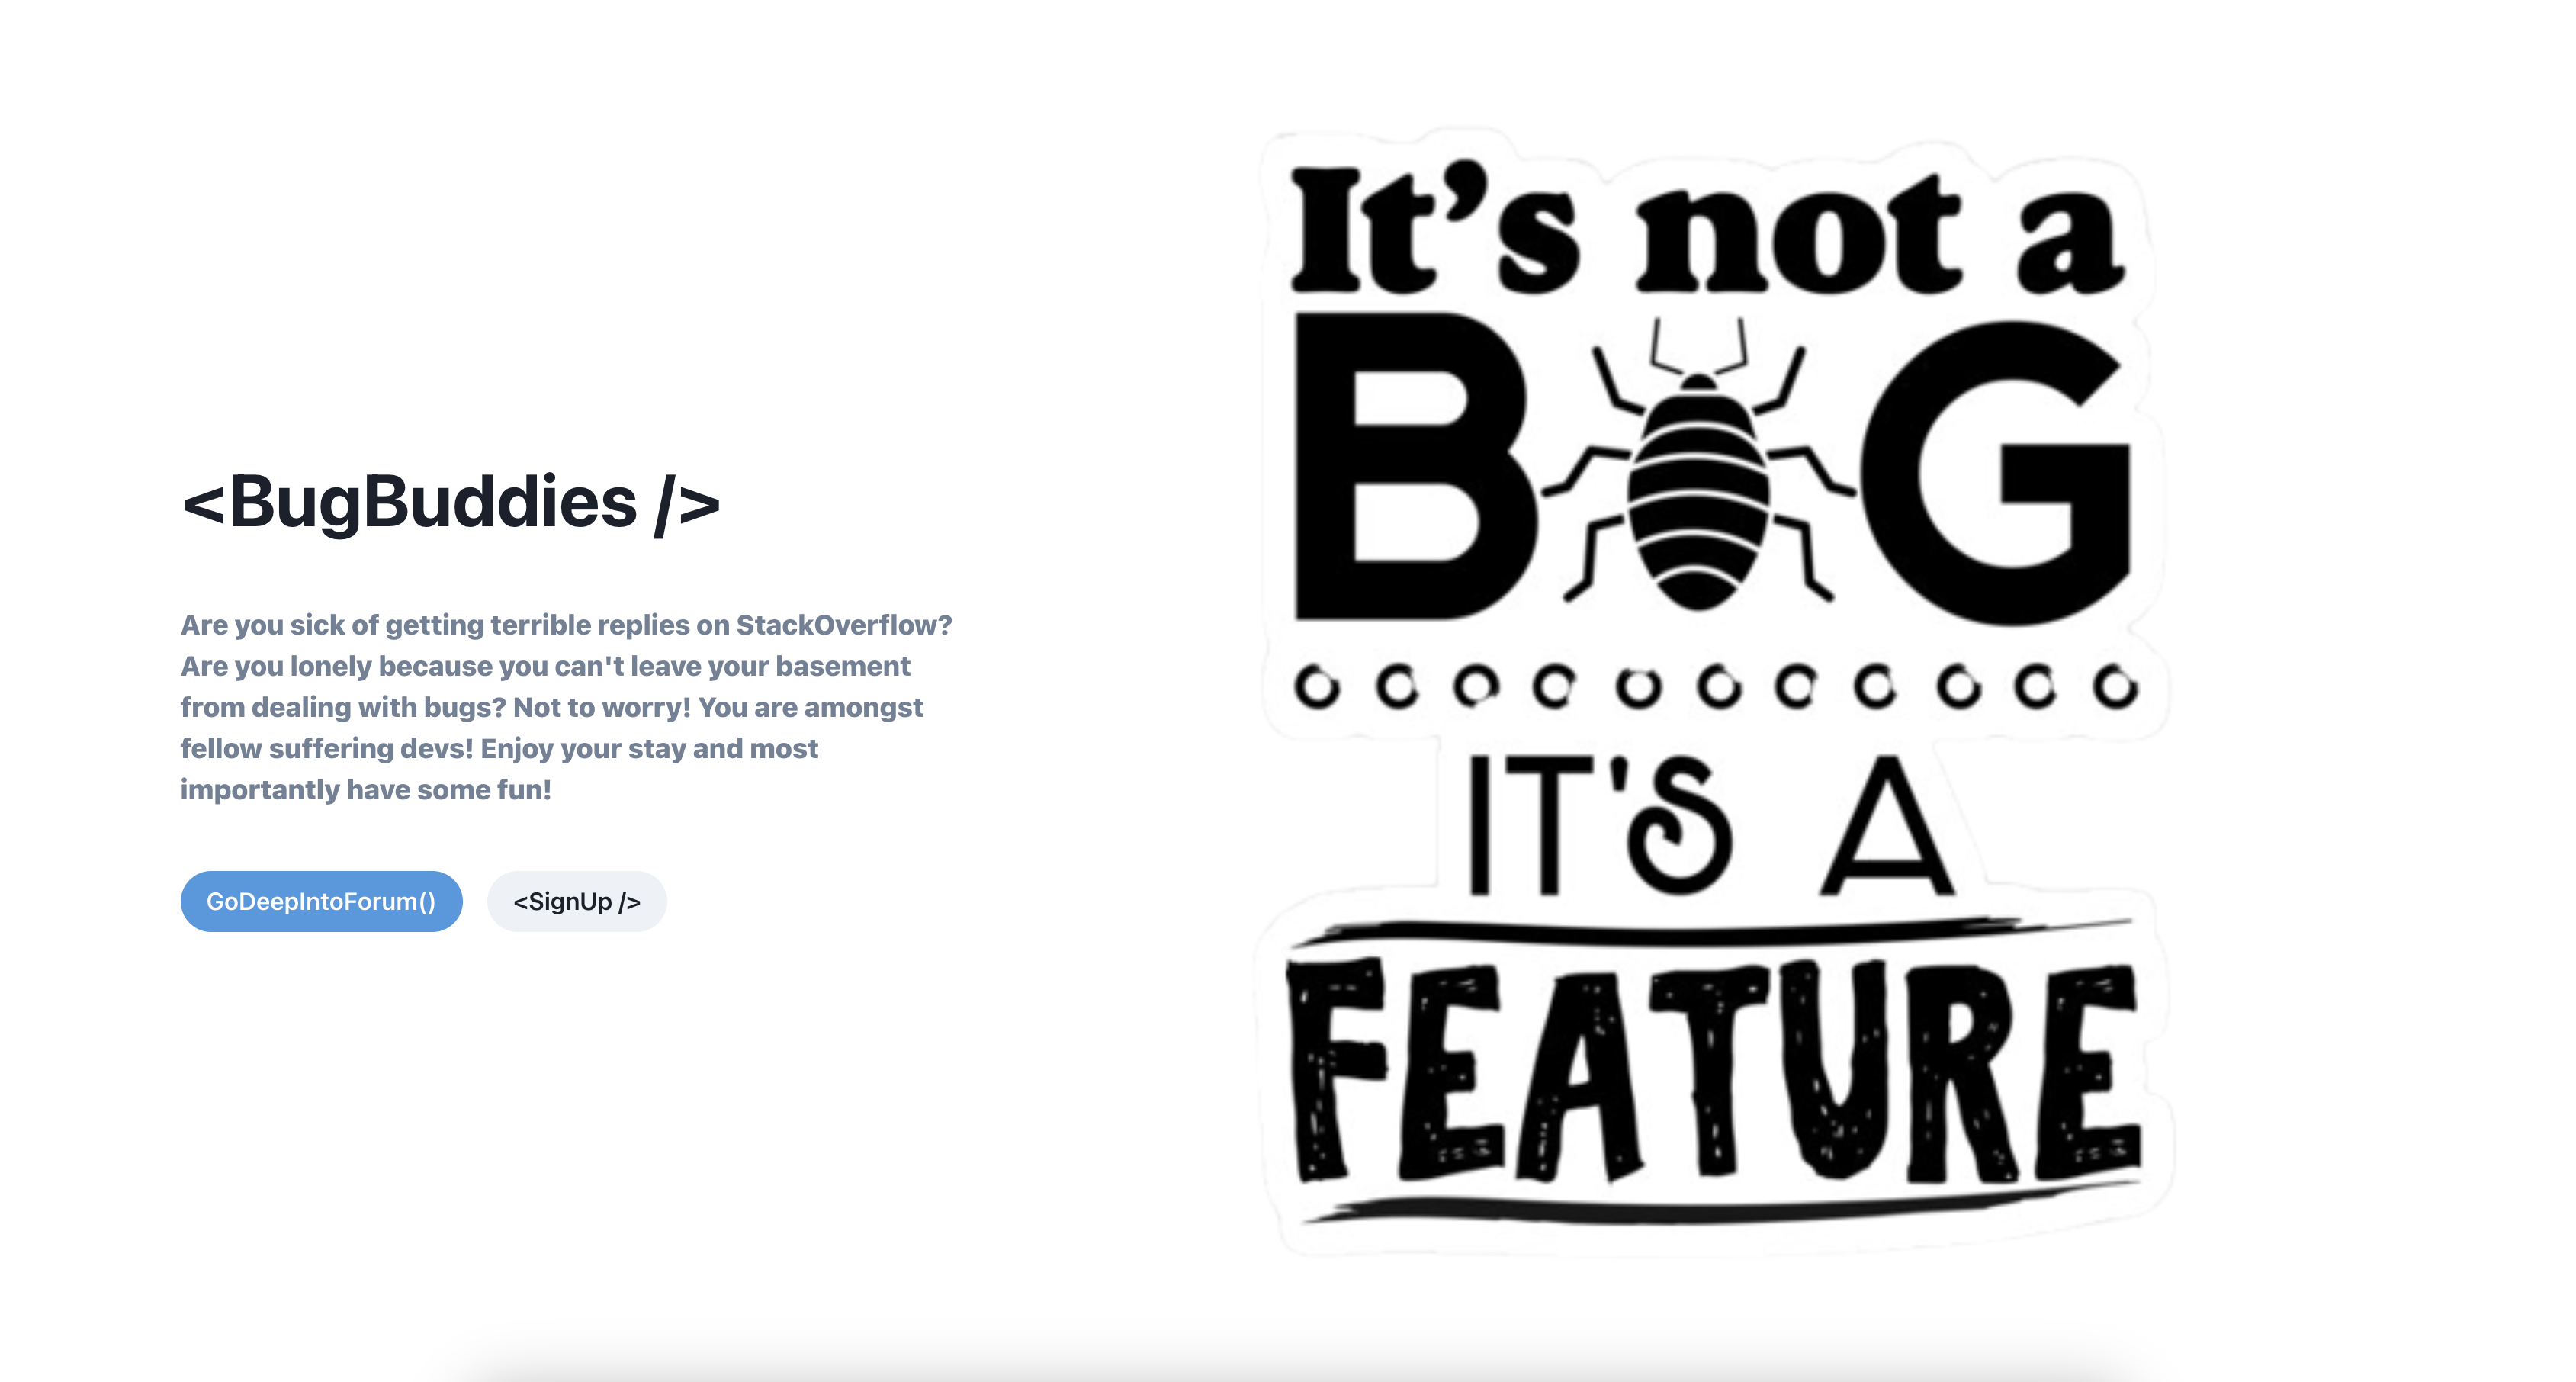 <BugBuddies />
Are you sick of getting terrible replies on StackOverflow?
Are you lonely because you can't leave your basement
from dealing with bugs? Not to worry! You are amongst
fellow suffering devs! Enjoy your stay and most
importantly have some fun!
GoDeepIntoForum()
<SignUp />
It's not a
BUG
IT'S A
FEATURE